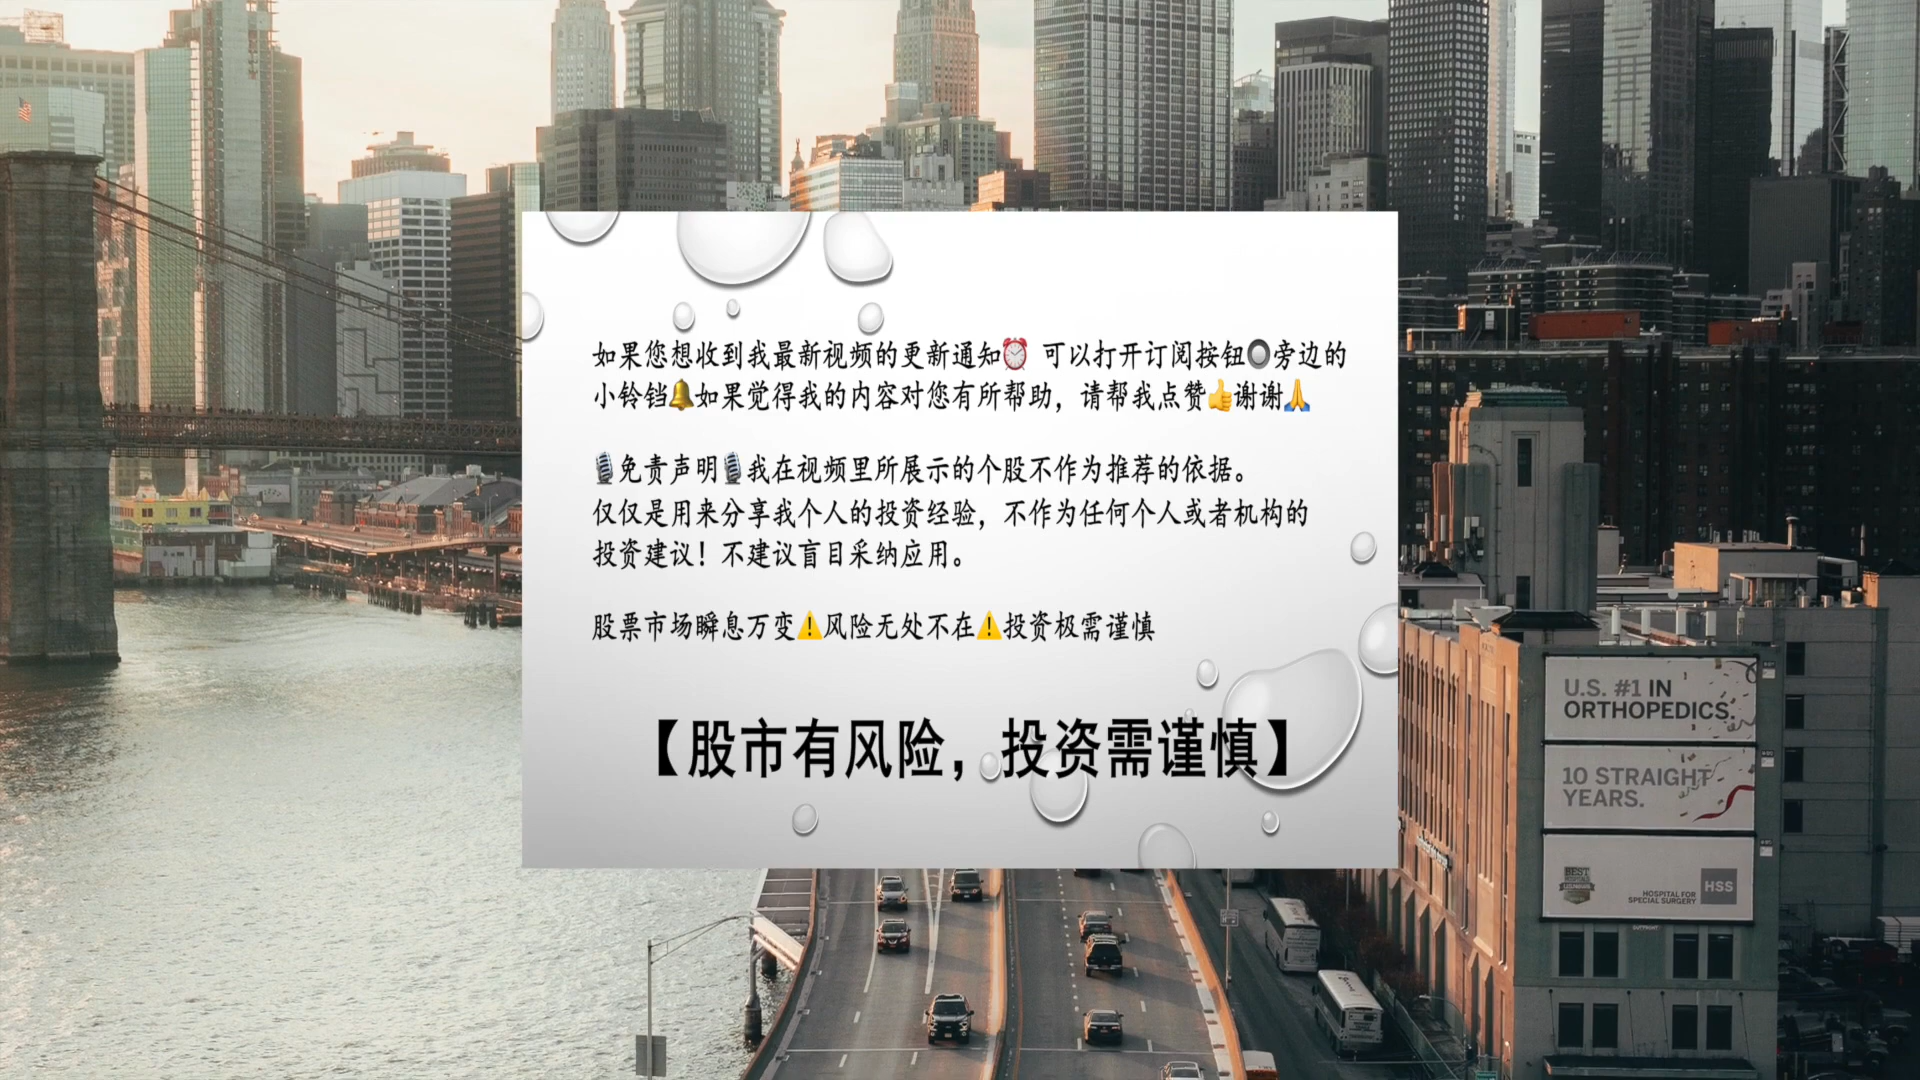 如果您想收到我最新视频的更新通知⏰ 可以打开订阅按钮🔘旁边的
小铃铛🔔如果觉得我的内容对您有所帮助，请帮我点赞👍谢谢🙏
🎙免责声明🎙我在视频里所展示的个股不作为推荐的依据。
仅仅是用来分享我个人的投资经验，不作为任何个人或者机构的
投资建议！不建议盲目采纳应用。
股票市场瞬息万变⚠️风险无处不在⚠️投资极需谨慎
【股市有风险，投资需谨慎】
U.S. #1 IN
ORTHOPEDICS.
10 STRAIGHT
YEARS.
BEST
HOSPITALS
HOSPITAL FOR
SPECIAL SURGERY
HSS